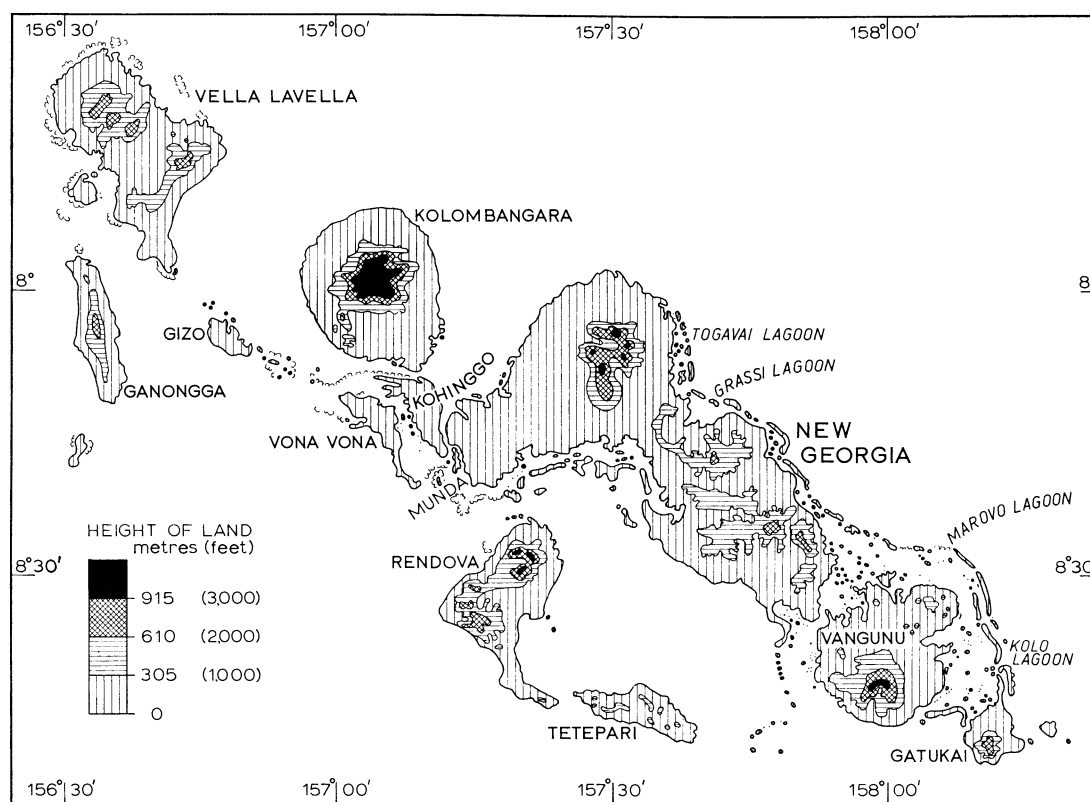 156°30′
157°00′
157°30′
158°00′
VELLA LAVELLA
KOLOMBANGARA
8°
8
GIZO
TOGAVAI LAGOON
GANONGGA
KOHINGGO
GRASSI LAGOON
VONA VONA
NEW
GEORGIA
MUNDA
MAROVO LAGOON
HEIGHT OF LAND
metres (feet)
RENDOVA
8°30′
8°30
915 (3,000)
610 (2,000)
305 (1,000)
0
VANGUNU
KOLO
LAGOON
TETEPARI
GATUKAI
156°30′
157°00′
157°30′
158°00′